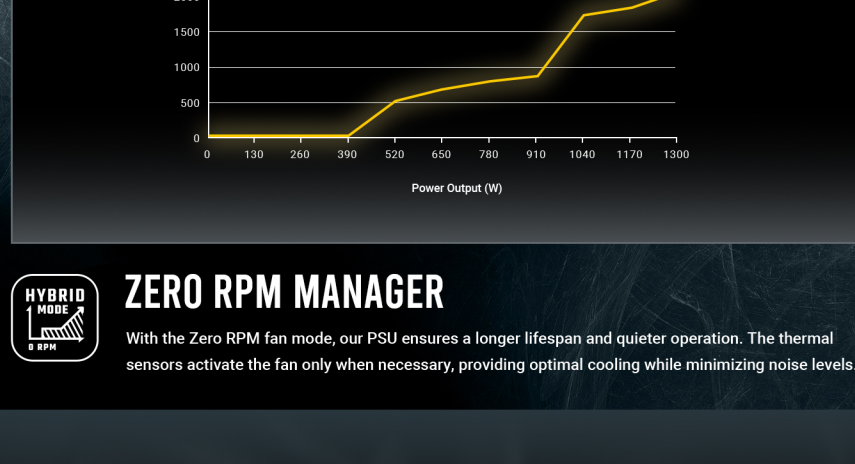 2000
1500
1000
500
0
0 130 260 390 520 650 780 910 1040 1170 1300
Power Output (W)
HYBRID
MODE
0 RPM
ZERO RPM MANAGER
With the Zero RPM fan mode, our PSU ensures a longer lifespan and quieter operation. The thermal
sensors activate the fan only when necessary, providing optimal cooling while minimizing noise levels.